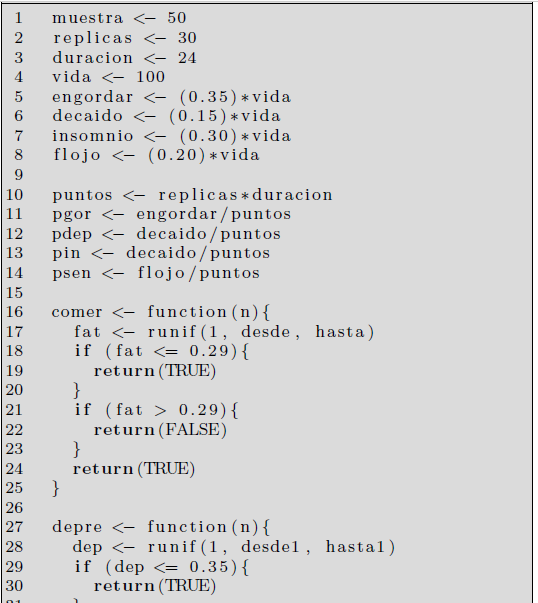 1 muestra <- 50
2 replicas <- 30
3 duracion <- 24
4 vida <- 100
5 engordar <- (0.35)*vida
6 decaido <- (0.15)*vida
7 insomnio <- (0.30)*vida
8 flojo <- (0.20)*vida
9
10 puntos <- replicas*duracion
11 pgor <- engordar/puntos
12 pdep <- decaido/puntos
13 pin <- decaido/puntos
14 psen <- flojo/puntos
15
16 comer <- function(n){
17 fat <- runif(1, desde, hasta)
18 if (fat <= 0.29){
19 return(TRUE)
20 }
21 if (fat > 0.29){
22 return(FALSE)
23 }
24 return(TRUE)
25 }
26
27 depre <- function(n){
28 dep <- runif(1, desde1, hasta1)
29 if (dep <= 0.35){
30 return(TRUE)